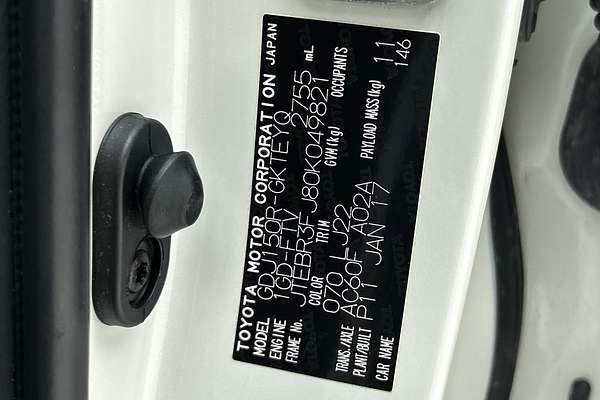 TOYOTA MOTOR CORPORATION JAPAN
MODEL GDJ150R-GKTEYQ
ENGINE 1GD-FTV 2755 mL
FRAME No. JTEBR3FJ80K049821
COLOR TRIM GVM(kg) OCCUPANTS
070 LJ22
TRANS./AXLE AC60F A02A PAYLOAD MASS(kg) 11
PLANT/BUILT P11 JAN 17 146
CAR NAME